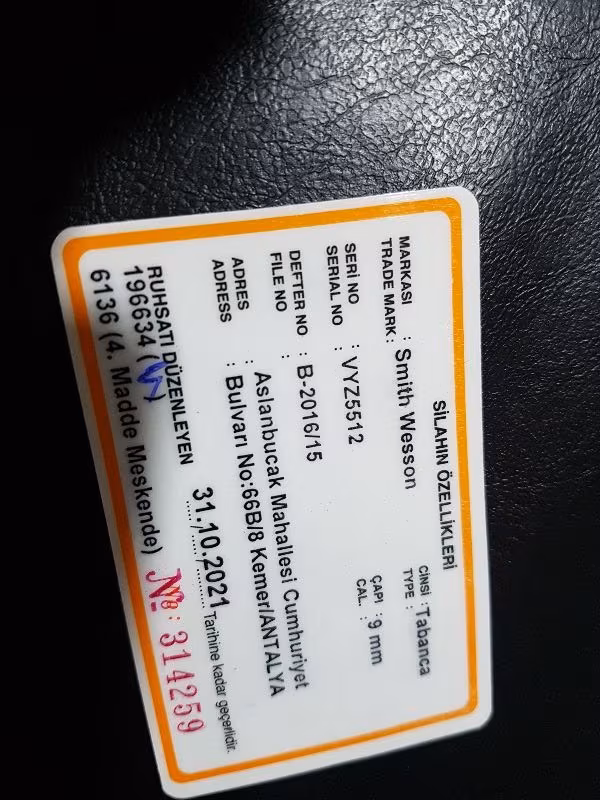 SİLAHIN ÖZELLİKLERİ
MARKASI : Smith Wesson CİNSİ : Tabanca
TRADE MARK : TYPE :
SERİ NO : VYZ5512 ÇAPI : 9 mm
SERIAL NO : CAL. :
DEFTER NO : B-2016/15
FILE NO :
ADRES : Aslanbucak Mahallesi Cumhuriyet
ADRESS : Bulvarı No:66B/8 Kemer/ANTALYA
31.10.2021 Tarihine kadar geçerlidir.
RUHSATI DÜZENLEYEN
196634 ( )
6136 (4. Madde Meskende) № : 314259